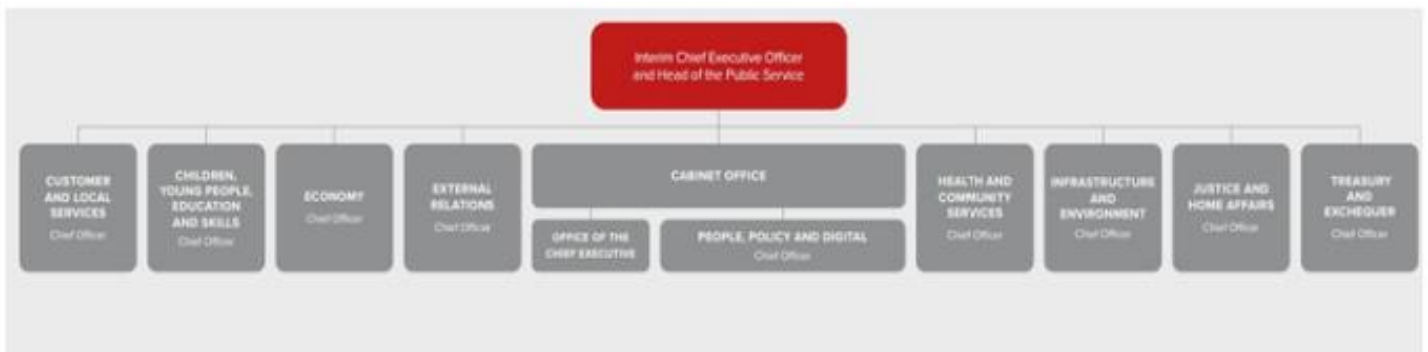 Interim Chief Executive Officer
and Head of the Public Service
CUSTOMER
AND LOCAL
SERVICES
Chief Officer
CHILDREN,
YOUNG PEOPLE,
EDUCATION
AND SKILLS
Chief Officer
ECONOMY
Chief Officer
EXTERNAL
RELATIONS
Chief Officer
CABINET OFFICE
OFFICE OF THE
CHIEF EXECUTIVE
PEOPLE, POLICY AND DIGITAL
Chief Officer
HEALTH AND
COMMUNITY
SERVICES
Chief Officer
INFRASTRUCTURE
AND
ENVIRONMENT
Chief Officer
JUSTICE AND
HOME AFFAIRS
Chief Officer
TREASURY
AND
EXCHEQUER
Chief Officer